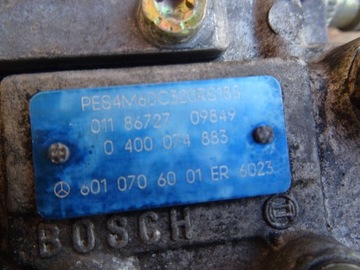 PES4M60C320RS135
011 86727 09849
0 400 074 883
601 070 60 01 ER 6023
BOSCH